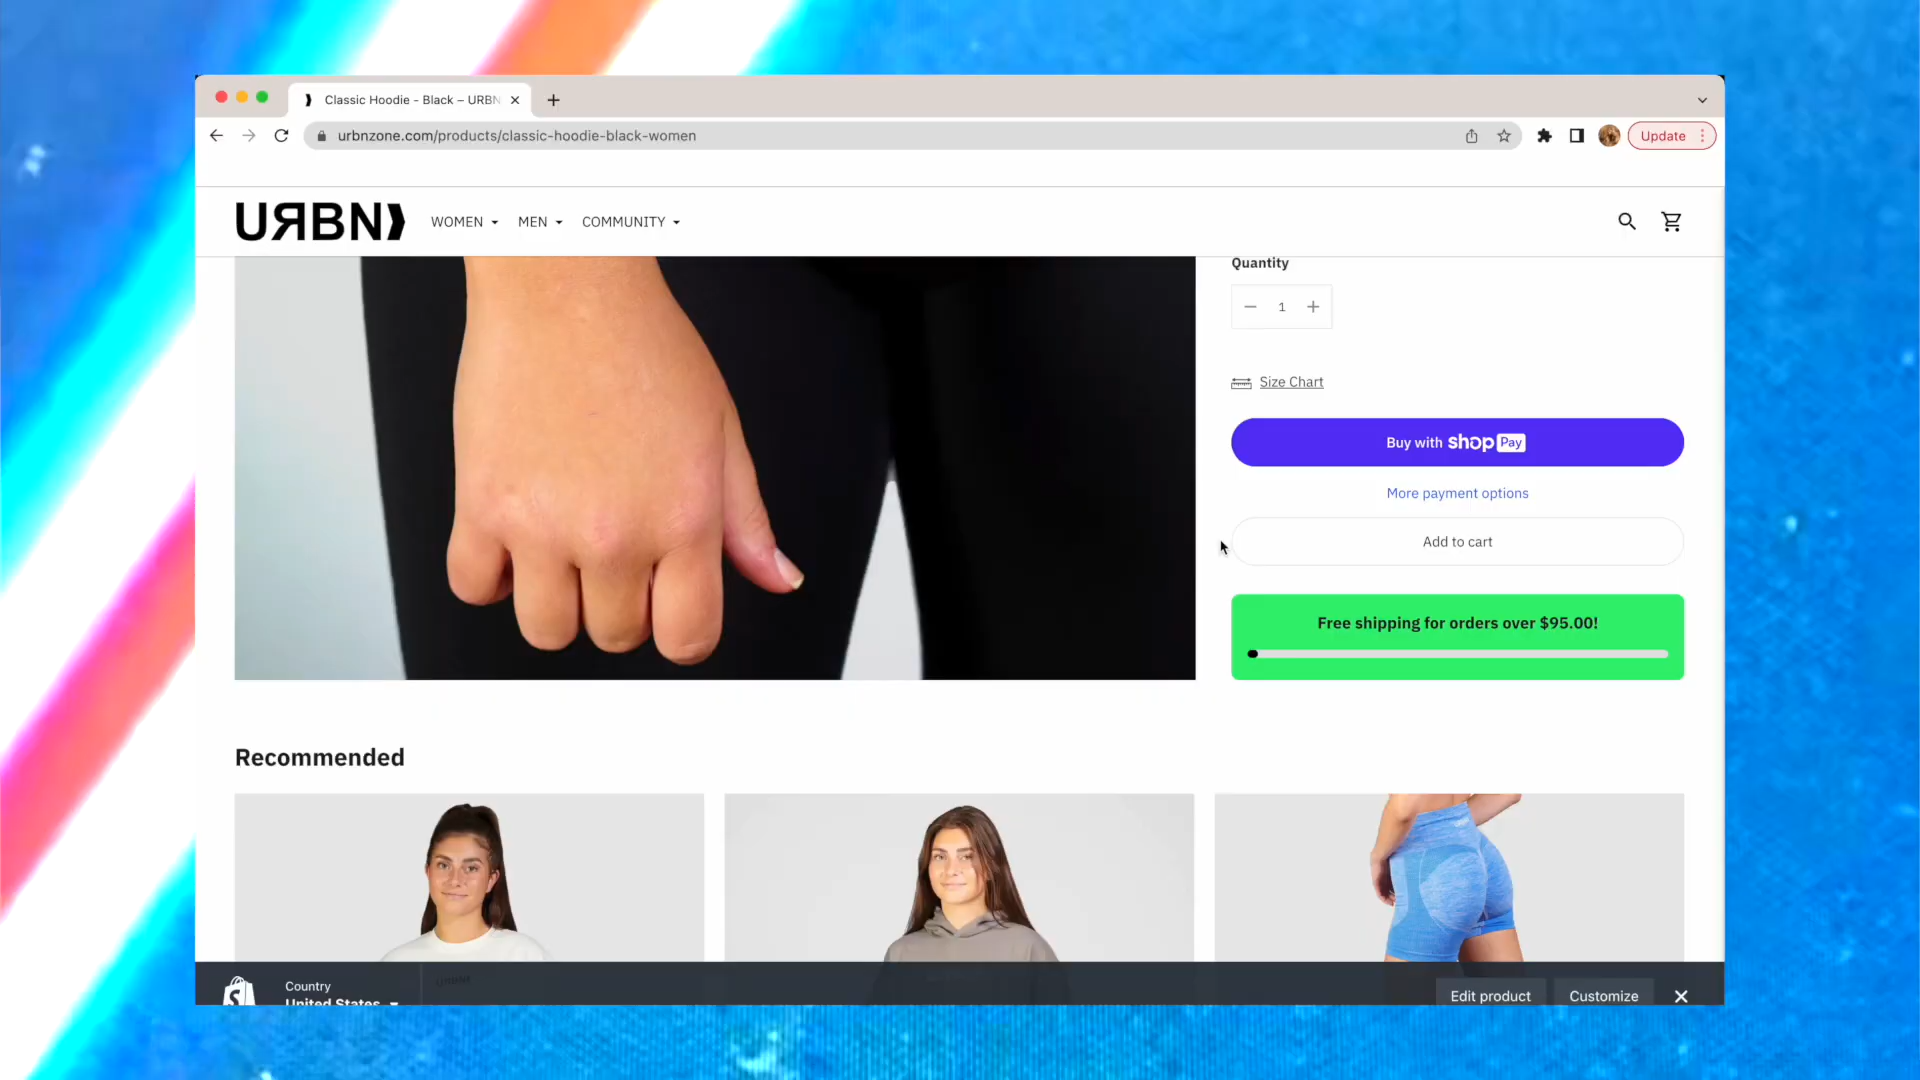 Classic Hoodie - Black – URBN
urbnzone.com/products/classic-hoodie-black-women
Update
URBN
WOMEN
MEN
COMMUNITY
Quantity
1
Size Chart
Buy with shop Pay
More payment options
Add to cart
Free shipping for orders over $95.00!
Recommended
Country
United States
Edit product
Customize